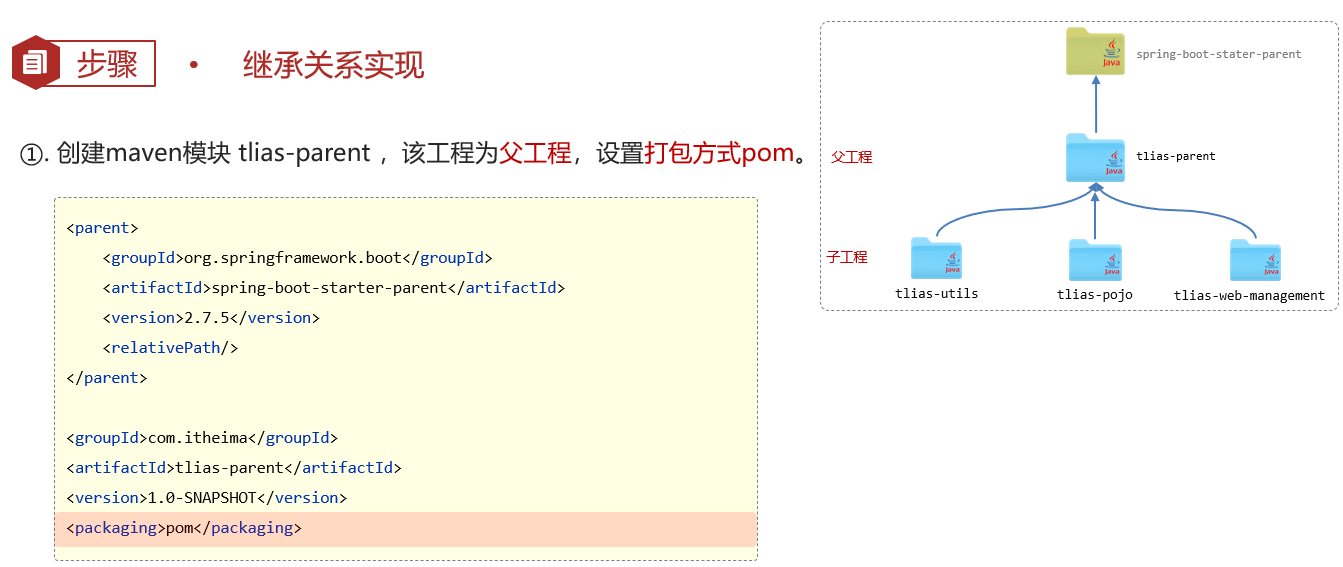 步骤 • 继承关系实现
①. 创建maven模块 tlias-parent ，该工程为父工程，设置打包方式pom。
<parent>
    <groupId>org.springframework.boot</groupId>
    <artifactId>spring-boot-starter-parent</artifactId>
    <version>2.7.5</version>
    <relativePath/>
</parent>
<groupId>com.itheima</groupId>
<artifactId>tlias-parent</artifactId>
<version>1.0-SNAPSHOT</version>
<packaging>pom</packaging>
Java
spring-boot-stater-parent
父工程
Java
tlias-parent
子工程
Java
Java
Java
tlias-utils
tlias-pojo
tlias-web-management